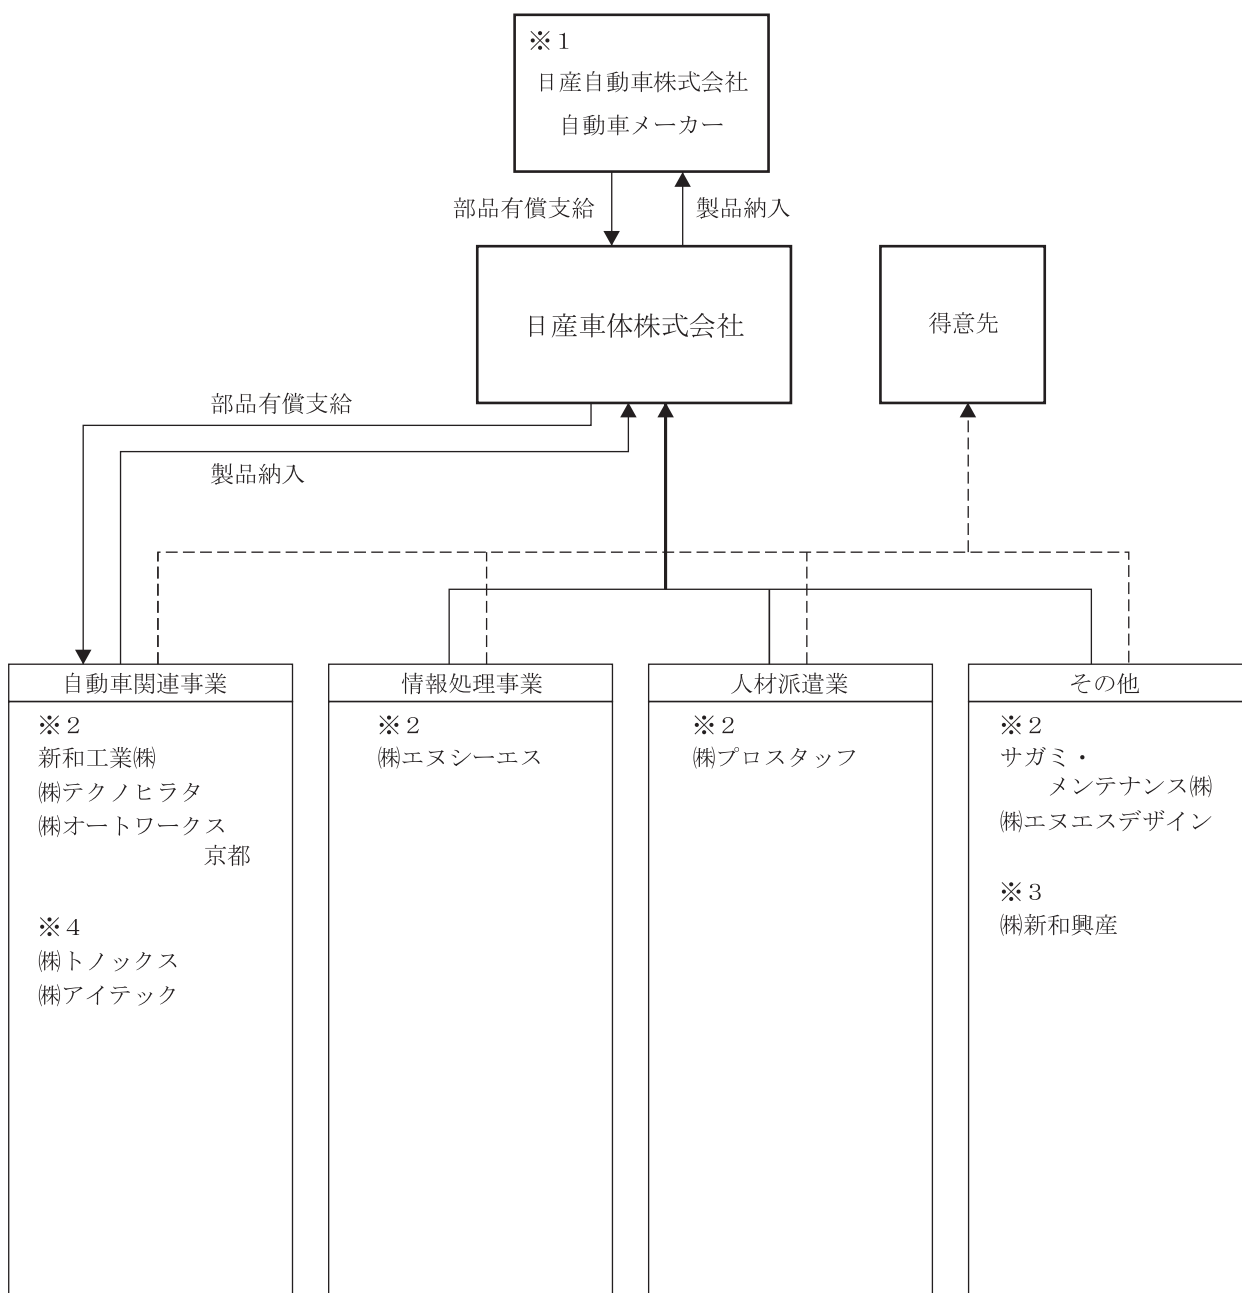 ※1
日産自動車株式会社
自動車メーカー
部品有償支給
製品納入
日産車体株式会社
得意先
部品有償支給
製品納入
自動車関連事業
※2
新和工業㈱
㈱テクノヒラタ
㈱オートワークス
京都
※4
㈱トノックス
㈱アイテック
情報処理事業
※2
㈱エヌシーエス
人材派遣業
※2
㈱プロスタッフ
その他
※2
サガミ・
メンテナンス㈱
㈱エヌエスデザイン
※3
㈱新和興産